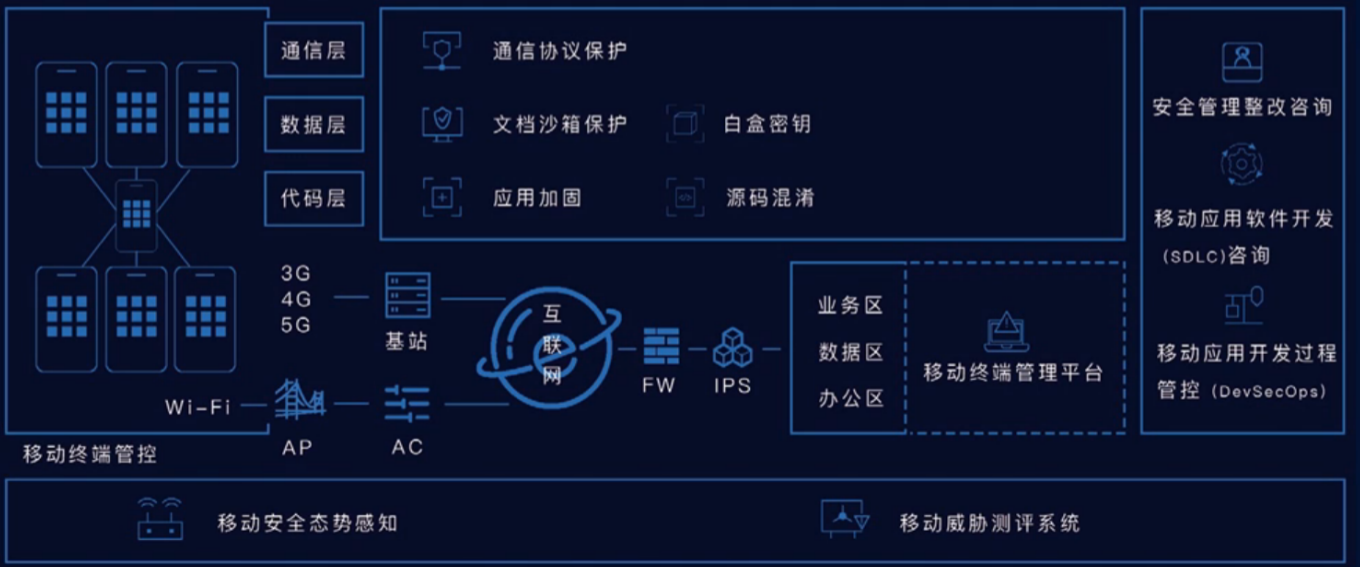 通信层
通信协议保护
数据层
文档沙箱保护
白盒密钥
代码层
应用加固
源码混淆
安全管理整改咨询
移动应用软件开发
(SDLC)咨询
移动应用开发过程
管控 (DevSecOps)
3G
4G
5G
基站
互
联
网
FW
IPS
业务区
数据区
办公区
移动终端管理平台
Wi-Fi
AP
AC
移动终端管控
移动安全态势感知
移动威胁测评系统